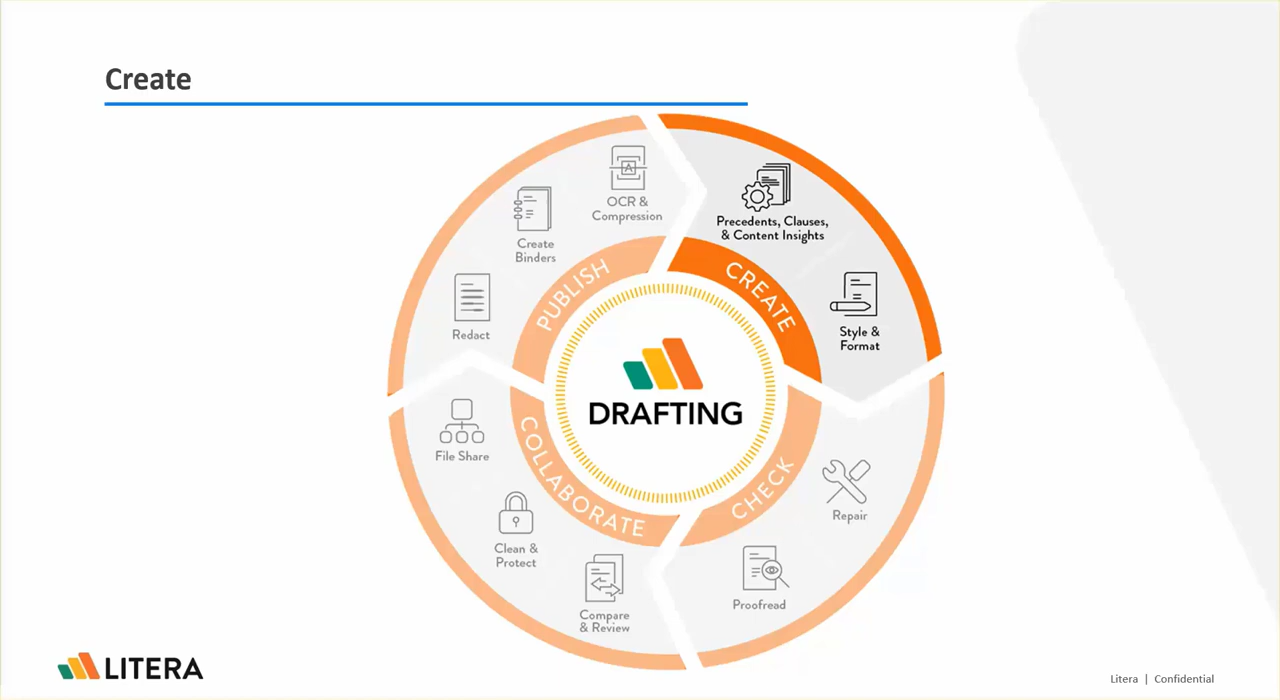 Create
OCR &
Compression
Create
Binders
Redact
PUBLISH
Precedents, Clauses,
& Content Insights
CREATE
Style &
Format
DRAFTING
File Share
COLLABORATE
Clean &
Protect
Compare
& Review
CHECK
Repair
Proofread
LITERA
Litera | Confidential